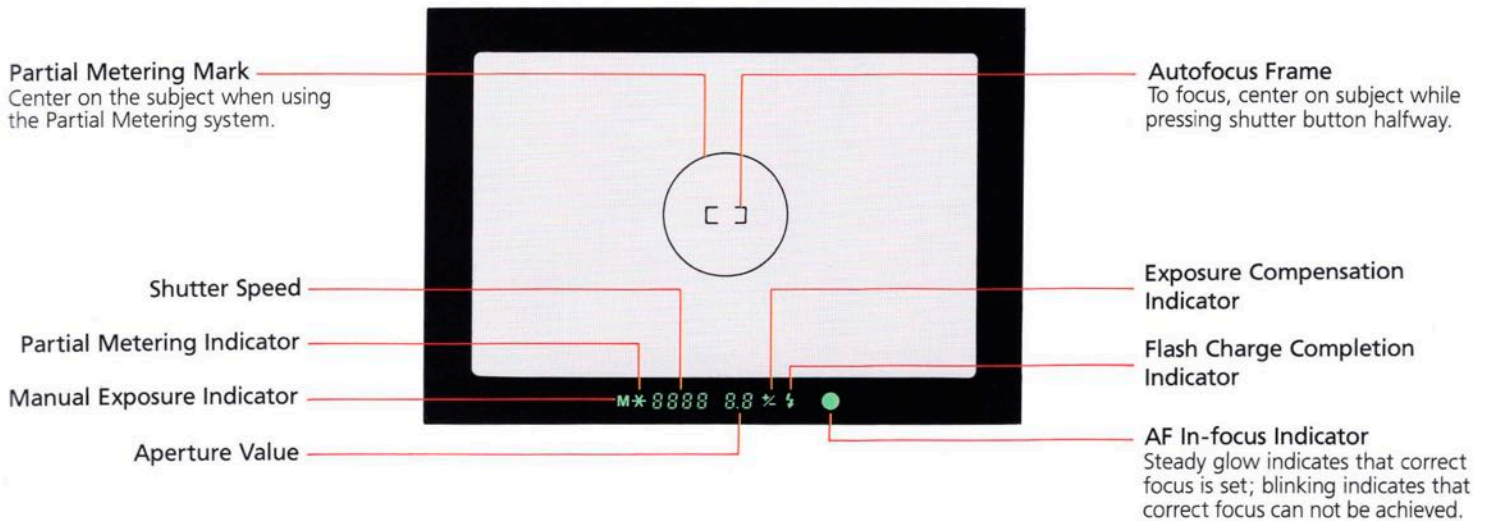 Partial Metering Mark
Center on the subject when using
the Partial Metering system.
Shutter Speed
Partial Metering Indicator
Manual Exposure Indicator
Aperture Value
M* 8888 8.8 +/- 
Autofocus Frame
To focus, center on subject while
pressing shutter button halfway.
Exposure Compensation
Indicator
Flash Charge Completion
Indicator
AF In-focus Indicator
Steady glow indicates that correct
focus is set; blinking indicates that
correct focus can not be achieved.